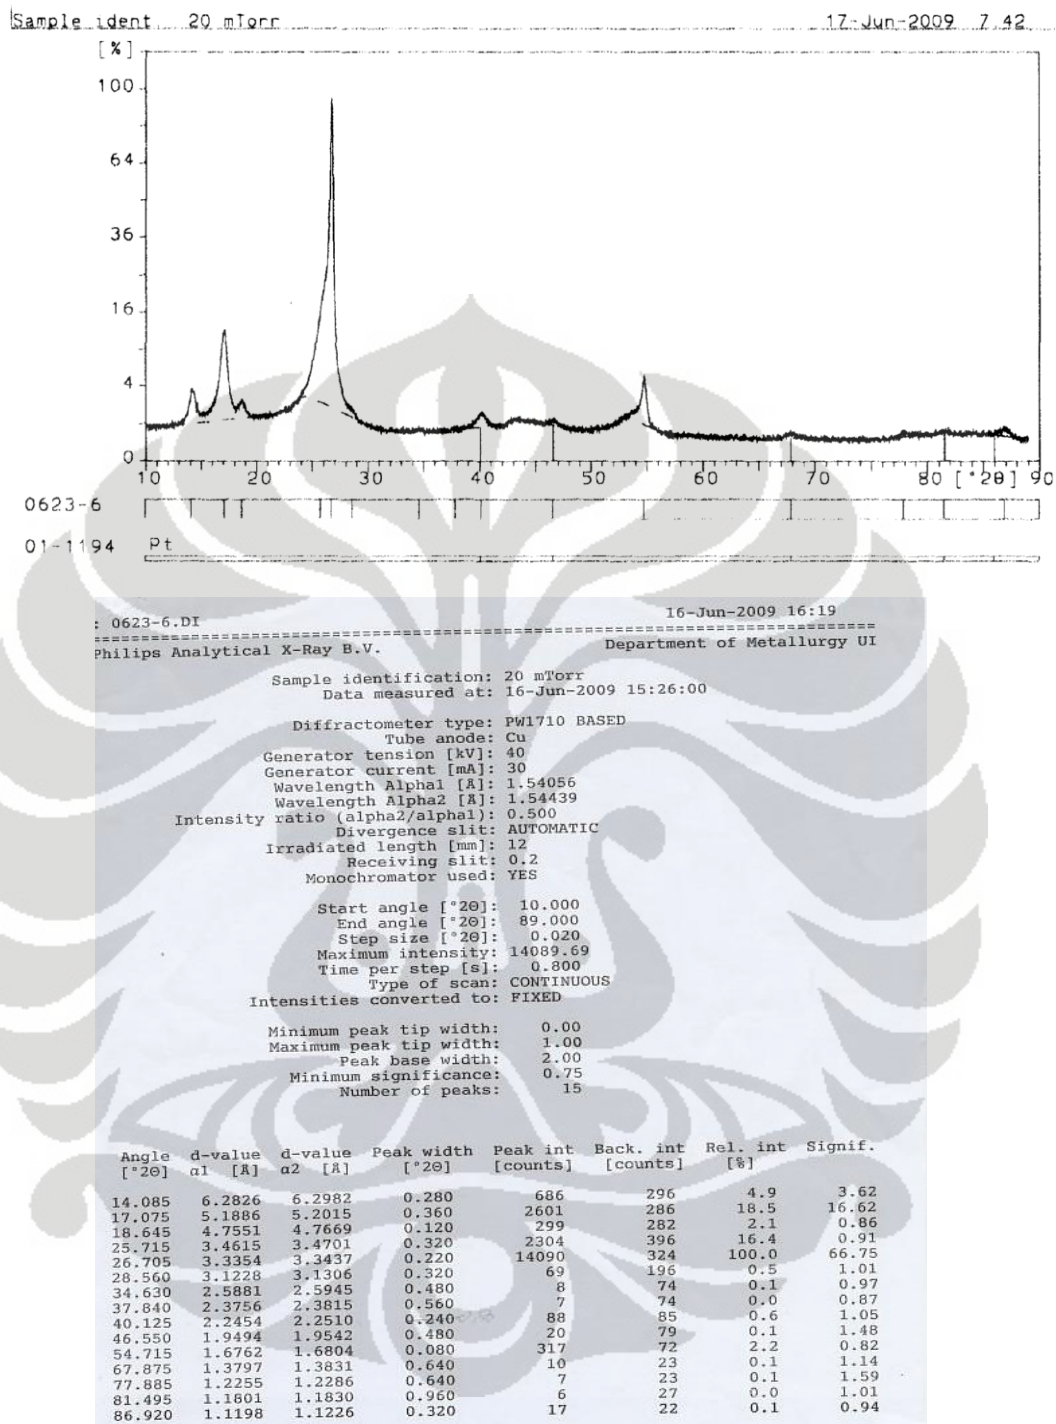 Sample ident 20 mTorr 17-Jun-2009 7.42
[%]
100
64
36
16
4
0
10 20 30 40 50 60 70 80 [°2θ] 90
0623-6
01-1194 Pt
: 0623-6.DI 16-Jun-2009 16:19
Philips Analytical X-Ray B.V. Department of Metallurgy UI
Sample identification: 20 mTorr
Data measured at: 16-Jun-2009 15:26:00
Diffractometer type: PW1710 BASED
Tube anode: Cu
Generator tension [kV]: 40
Generator current [mA]: 30
Wavelength Alpha1 [Å]: 1.54056
Wavelength Alpha2 [Å]: 1.54439
Intensity ratio (alpha2/alpha1): 0.500
Divergence slit: AUTOMATIC
Irradiated length [mm]: 12
Receiving slit: 0.2
Monochromator used: YES
Start angle [°2θ]: 10.000
End angle [°2θ]: 89.000
Step size [°2θ]: 0.020
Maximum intensity: 14089.69
Time per step [s]: 0.800
Type of scan: CONTINUOUS
Intensities converted to: FIXED
Minimum peak tip width: 0.00
Maximum peak tip width: 1.00
Peak base width: 2.00
Minimum significance: 0.75
Number of peaks: 15
Angle d-value d-value Peak width Peak int Back. int Rel. int Signif.
[°2θ] α1 [Å] α2 [Å] [°2θ] [counts] [counts] [%]
14.085 6.2826 6.2982 0.280 686 296 4.9 3.62
17.075 5.1886 5.2015 0.360 2601 286 18.5 16.62
18.645 4.7551 4.7669 0.120 299 282 2.1 0.86
25.715 3.4615 3.4701 0.320 2304 396 16.4 0.91
26.705 3.3354 3.3437 0.220 14090 324 100.0 66.75
28.560 3.1228 3.1306 0.320 69 196 0.5 1.01
34.630 2.5881 2.5945 0.480 8 74 0.1 0.97
37.840 2.3756 2.3815 0.560 7 74 0.0 0.87
40.125 2.2454 2.2510 0.240 88 85 0.6 1.05
46.550 1.9494 1.9542 0.480 20 79 0.1 1.48
54.715 1.6762 1.6804 0.080 317 72 2.2 0.82
67.875 1.3797 1.3831 0.640 10 23 0.1 1.14
77.885 1.2255 1.2286 0.640 7 23 0.1 1.59
81.495 1.1801 1.1830 0.960 6 27 0.0 1.01
86.920 1.1198 1.1226 0.320 17 22 0.1 0.94